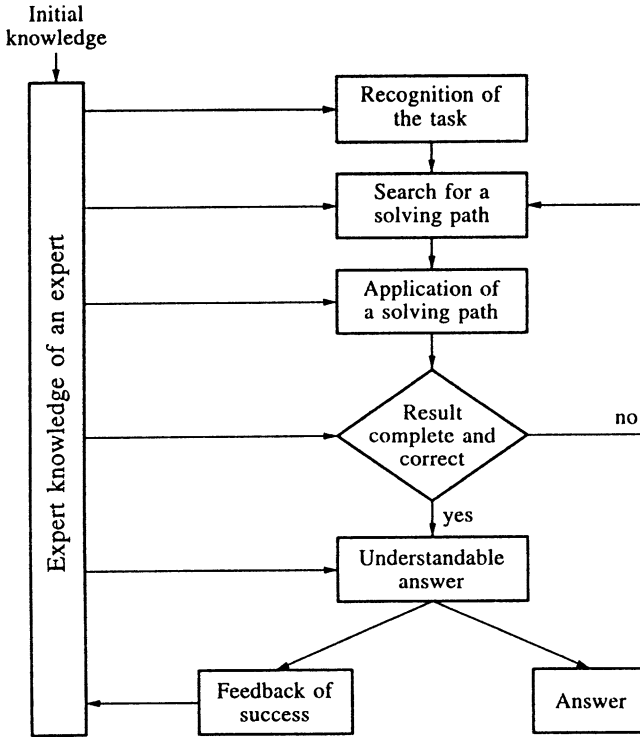 Initial
knowledge
Expert knowledge of an expert
Recognition of
the task
Search for a
solving path
Application of
a solving path
Result
complete and
correct
no
yes
Understandable
answer
Feedback of
success
Answer